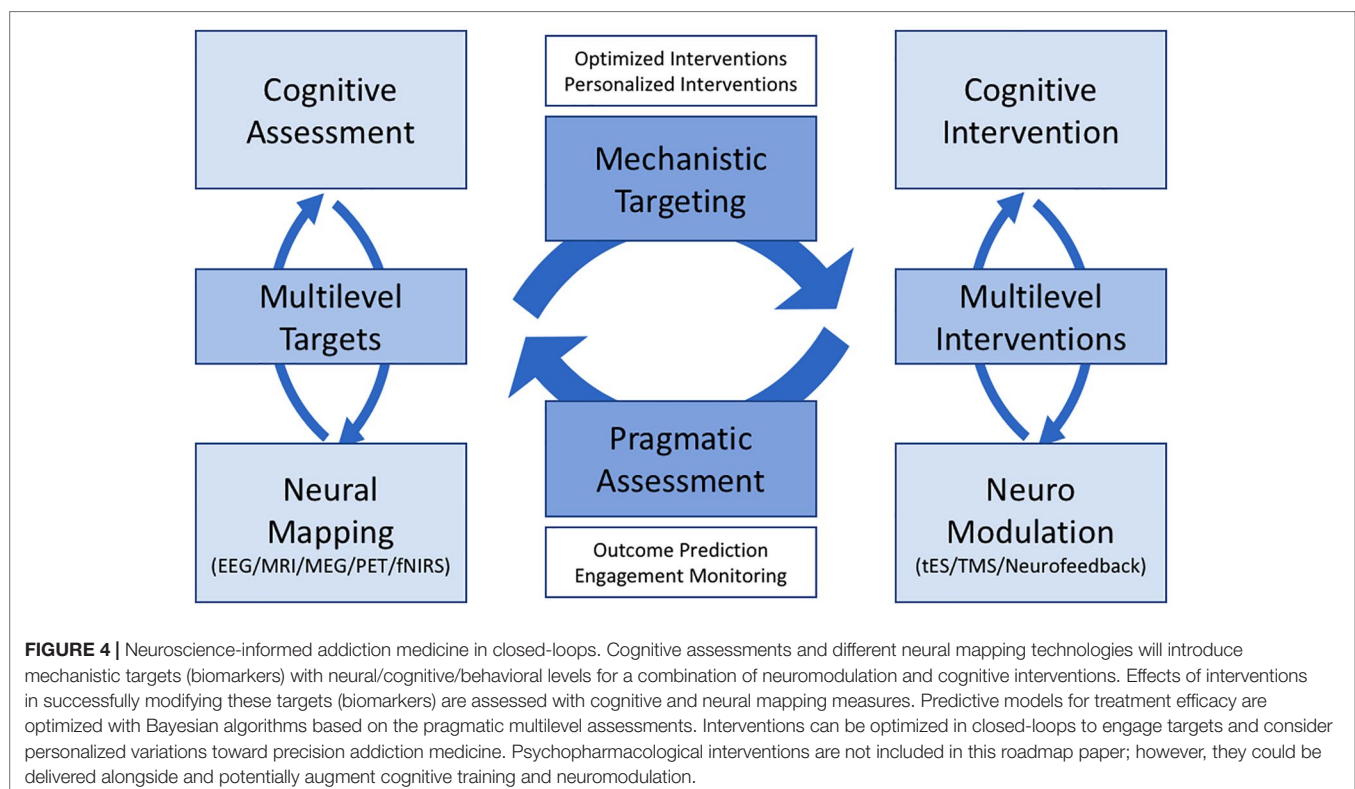 Cognitive
Assessment
Multilevel
Targets
Neural
Mapping
(EEG/MRI/MEG/PET/fNIRS)
Optimized Interventions
Personalized Interventions
Mechanistic
Targeting
Pragmatic
Assessment
Outcome Prediction
Engagement Monitoring
Cognitive
Intervention
Multilevel
Interventions
Neuro
Modulation
(tES/TMS/Neurofeedback)
FIGURE 4 | Neuroscience-informed addiction medicine in closed-loops. Cognitive assessments and different neural mapping technologies will introduce
mechanistic targets (biomarkers) with neural/cognitive/behavioral levels for a combination of neuromodulation and cognitive interventions. Effects of interventions
in successfully modifying these targets (biomarkers) are assessed with cognitive and neural mapping measures. Predictive models for treatment efficacy are
optimized with Bayesian algorithms based on the pragmatic multilevel assessments. Interventions can be optimized in closed-loops to engage targets and consider
personalized variations toward precision addiction medicine. Psychopharmacological interventions are not included in this roadmap paper; however, they could be
delivered alongside and potentially augment cognitive training and neuromodulation.